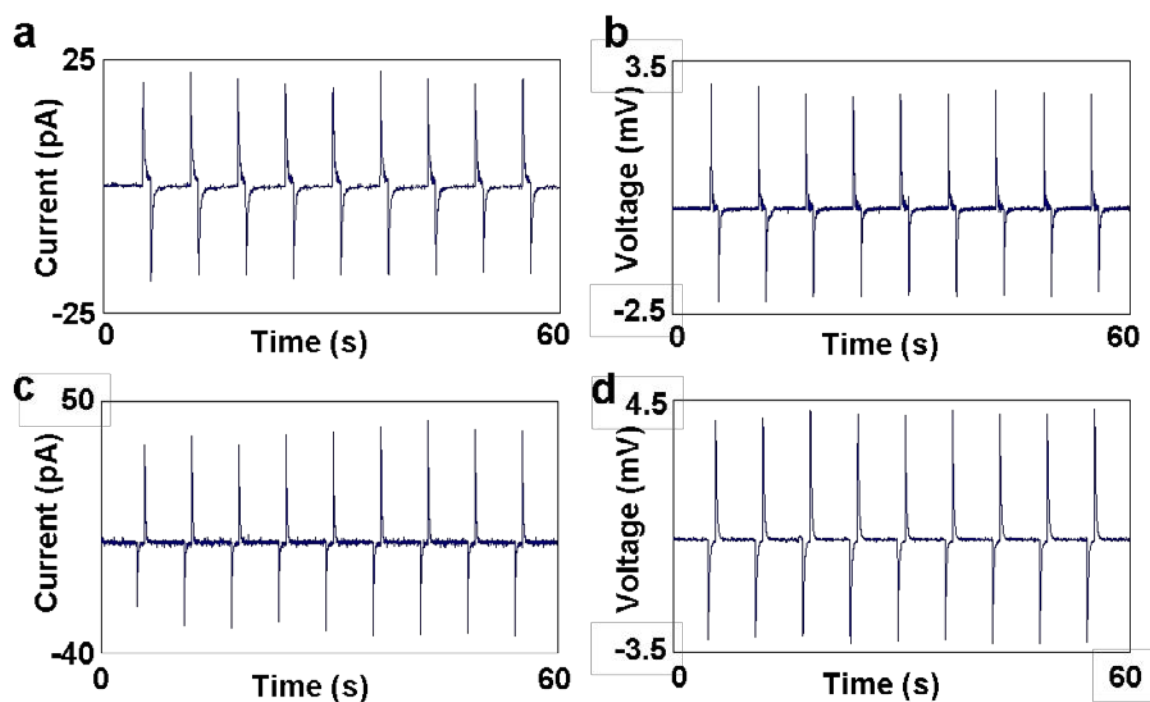 a
25
Current (pA)
-25
0
Time (s)
60
b
3.5
Voltage (mV)
-2.5
0
Time (s)
60
c
50
Current (pA)
-40
0
Time (s)
60
d
4.5
Voltage (mV)
-3.5
0
Time (s)
60